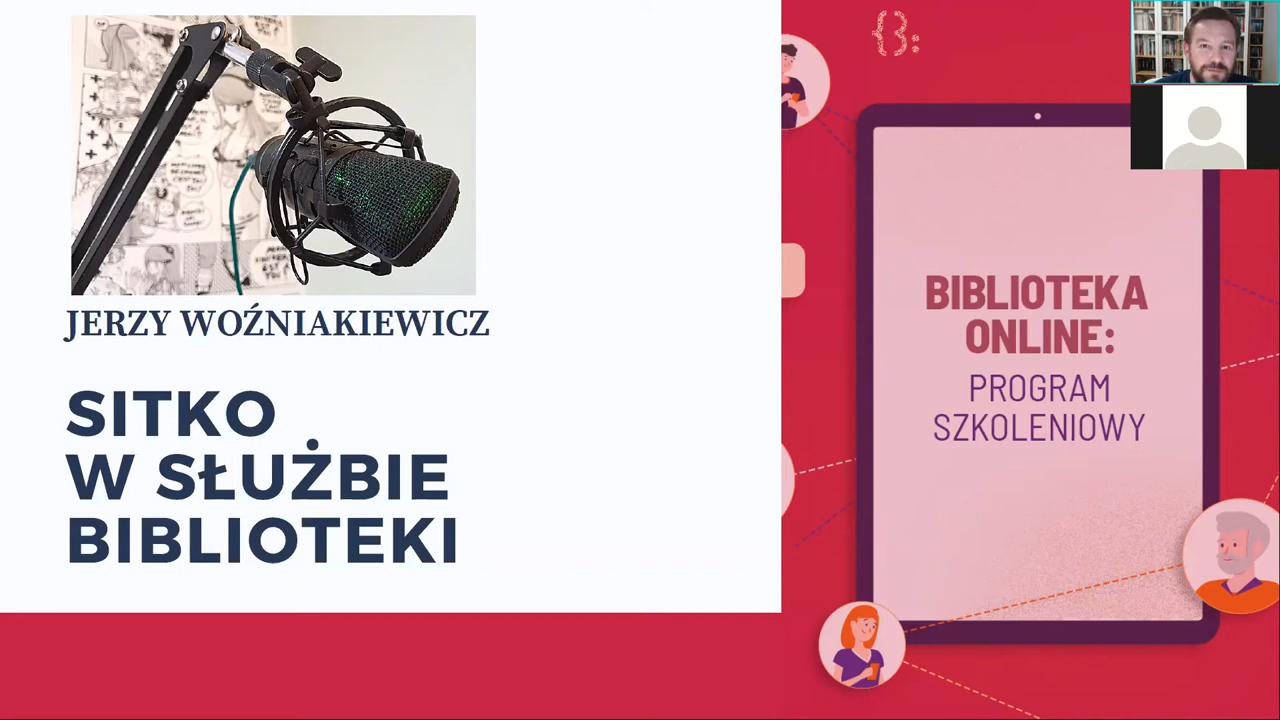 JERZY WOŹNIAKIEWICZ
SITKO
W SŁUŻBIE
BIBLIOTEKI
{B:
BIBLIOTEKA
ONLINE:
PROGRAM
SZKOLENIOWY